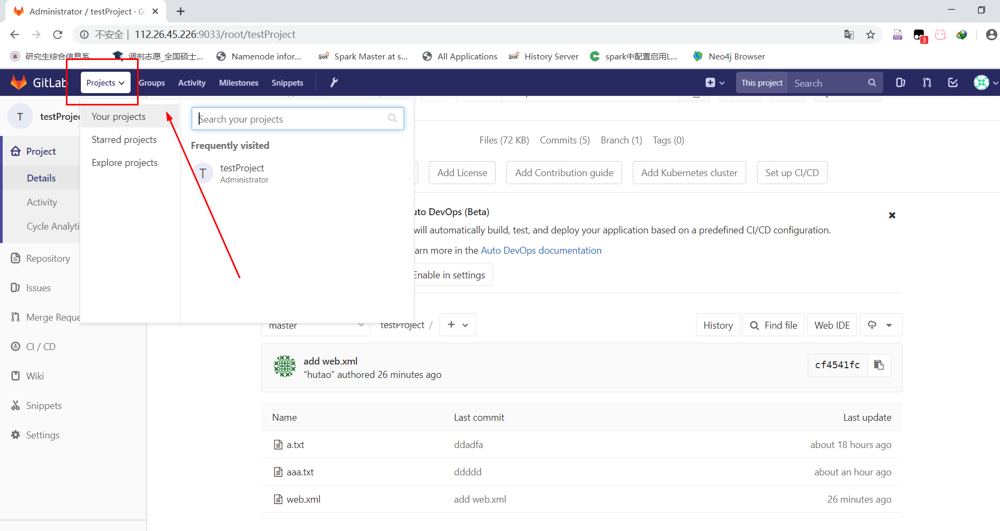 Administrator / testProject · Gi
不安全 | 112.26.45.226:9033/root/testProject
3
研究生综合信息系
调剂志愿_全国硕士...
Namenode infor...
Spark Master at s...
All Applications
History Server
spark中配置启用L...
Neo4j Browser
GitLab
Projects
Groups
Activity
Milestones
Snippets
This project
Search
T
testProjec
Your projects
Starred projects
Explore projects
Search your projects
Frequently visited
T
testProject
Administrator
Project
Details
Activity
Cycle Analyti
Repository
Issues
Merge Reque
CI / CD
Wiki
Snippets
Settings
Files (72 KB)
Commits (5)
Branch (1)
Tags (0)
Add License
Add Contribution guide
Add Kubernetes cluster
Set up CI/CD
uto DevOps (Beta)
will automatically build, test, and deploy your application based on a predefined CI/CD configuration.
arn more in the Auto DevOps documentation
Enable in settings
master
testProject /
History
Find file
Web IDE
add web.xml
“hutao” authored 26 minutes ago
cf4541fc
Name
Last commit
Last update
a.txt
ddadfa
about 18 hours ago
aaa.txt
ddddd
about an hour ago
web.xml
add web.xml
26 minutes ago